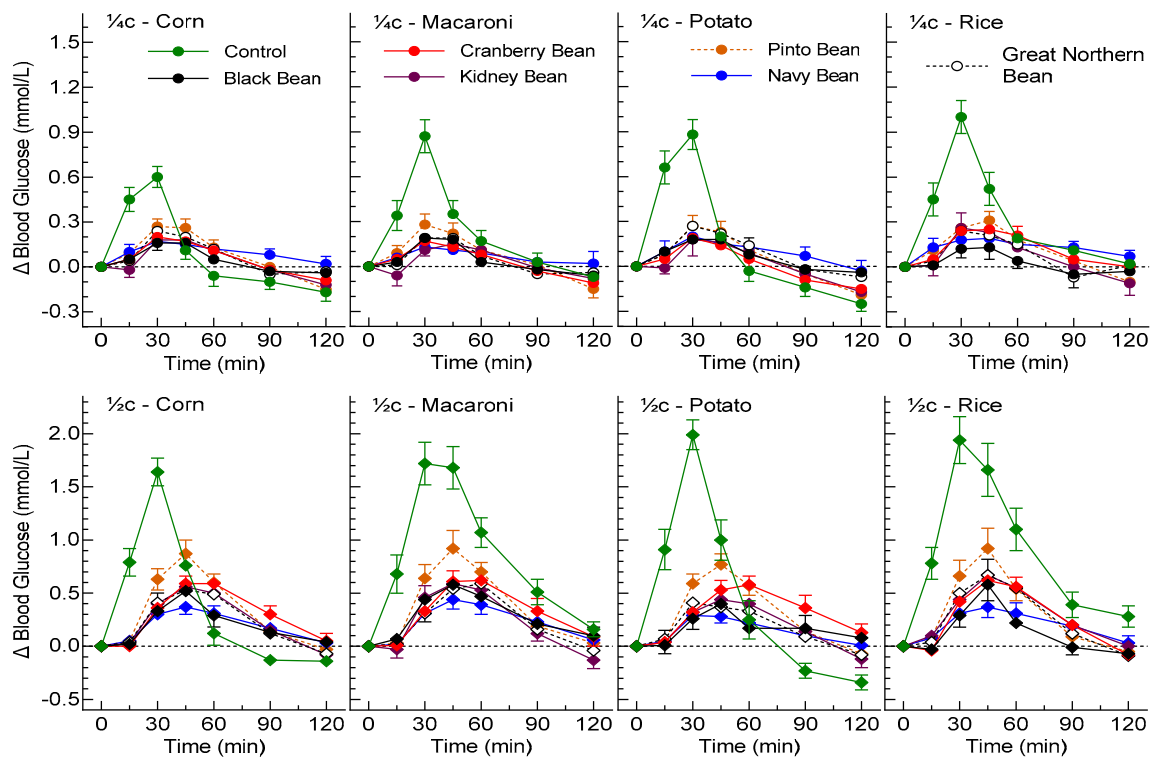 ¼c - Corn
¼c - Macaroni
¼c - Potato
¼c - Rice
Control
Black Bean
Cranberry Bean
Kidney Bean
Pinto Bean
Navy Bean
Great Northern
Bean
Δ Blood Glucose (mmol/L)
1.5
1.2
0.9
0.6
0.3
0.0
-0.3
0 30 60 90 120
0 30 60 90 120
0 30 60 90 120
0 30 60 90 120
Time (min)
Time (min)
Time (min)
Time (min)
½c - Corn
½c - Macaroni
½c - Potato
½c - Rice
Δ Blood Glucose (mmol/L)
2.0
1.5
1.0
0.5
0.0
-0.5
0 30 60 90 120
0 30 60 90 120
0 30 60 90 120
0 30 60 90 120
Time (min)
Time (min)
Time (min)
Time (min)